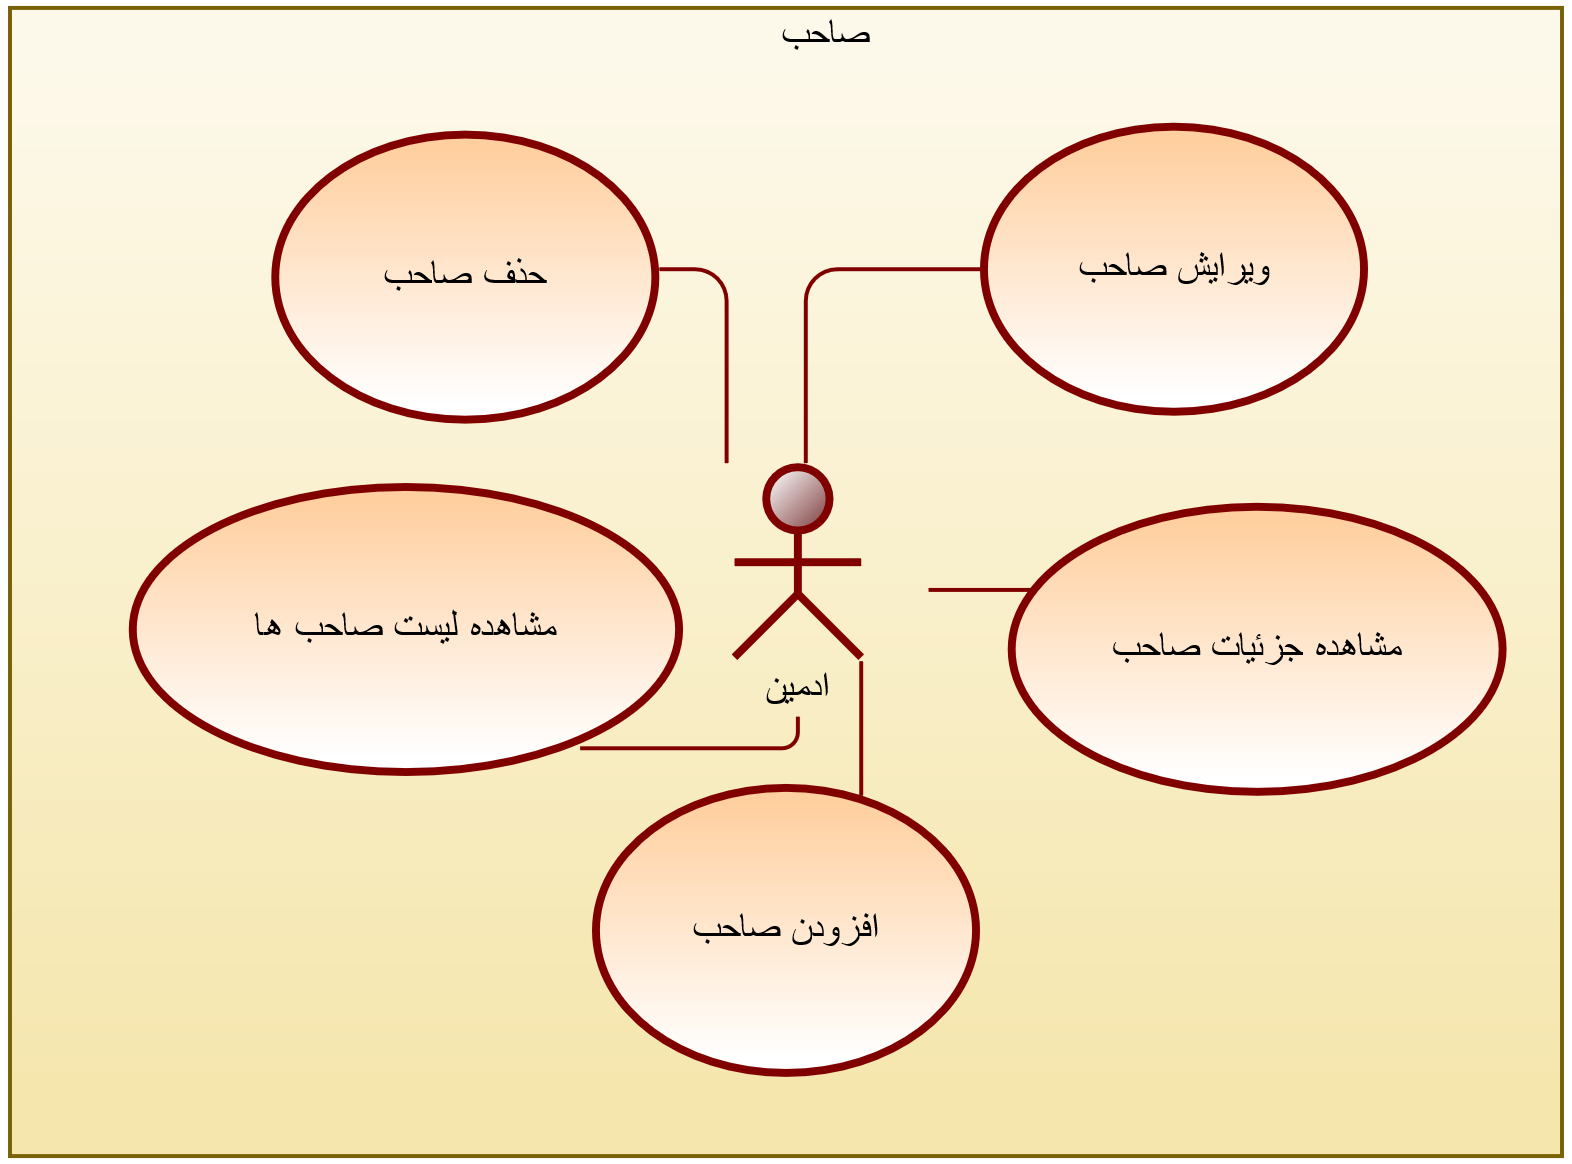 صاحب
ویرایش صاحب
حذف صاحب
مشاهده لیست صاحب ها
مشاهده جزئیات صاحب
ادمین
افزودن صاحب